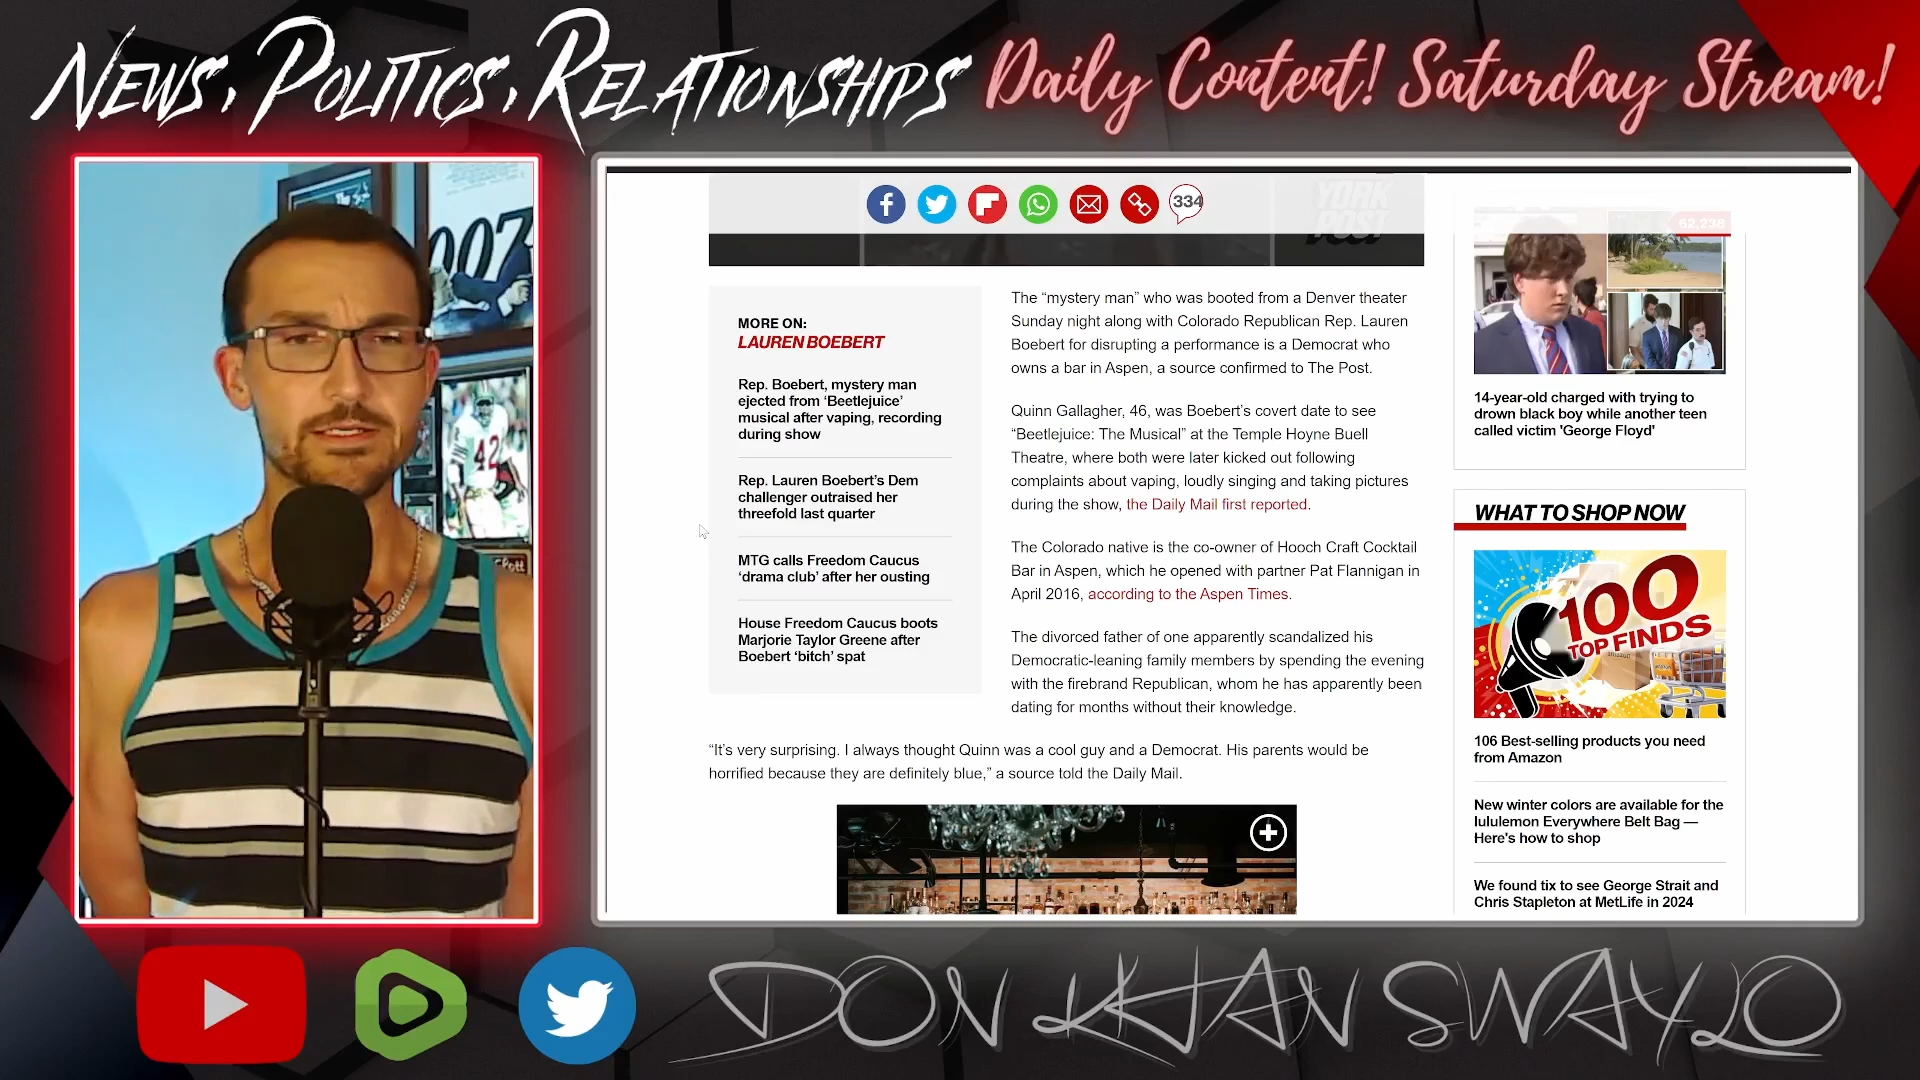 NEWS, POLITICS, RELATIONSHIPS
Daily Content! Saturday Stream!
007
42
YORK
POST
334
62,238
MORE ON:
LAUREN BOEBERT
Rep. Boebert, mystery man
ejected from ‘Beetlejuice’
musical after vaping, recording
during show
Rep. Lauren Boebert’s Dem
challenger outraised her
threefold last quarter
MTG calls Freedom Caucus
‘drama club’ after her ousting
House Freedom Caucus boots
Marjorie Taylor Greene after
Boebert ‘bitch’ spat
The “mystery man” who was booted from a Denver theater
Sunday night along with Colorado Republican Rep. Lauren
Boebert for disrupting a performance is a Democrat who
owns a bar in Aspen, a source confirmed to The Post.
Quinn Gallagher, 46, was Boebert’s covert date to see
“Beetlejuice: The Musical” at the Temple Hoyne Buell
Theatre, where both were later kicked out following
complaints about vaping, loudly singing and taking pictures
during the show, the Daily Mail first reported.
The Colorado native is the co-owner of Hooch Craft Cocktail
Bar in Aspen, which he opened with partner Pat Flannigan in
April 2016, according to the Aspen Times.
The divorced father of one apparently scandalized his
Democratic-leaning family members by spending the evening
with the firebrand Republican, whom he has apparently been
dating for months without their knowledge.
“It’s very surprising. I always thought Quinn was a cool guy and a Democrat. His parents would be
horrified because they are definitely blue,” a source told the Daily Mail.
14-year-old charged with trying to
drown black boy while another teen
called victim 'George Floyd'
WHAT TO SHOP NOW
100
TOP FINDS
106 Best-selling products you need
from Amazon
New winter colors are available for the
lululemon Everywhere Belt Bag —
Here's how to shop
We found tix to see George Strait and
Chris Stapleton at MetLife in 2024
DON KHAN SWAYLO